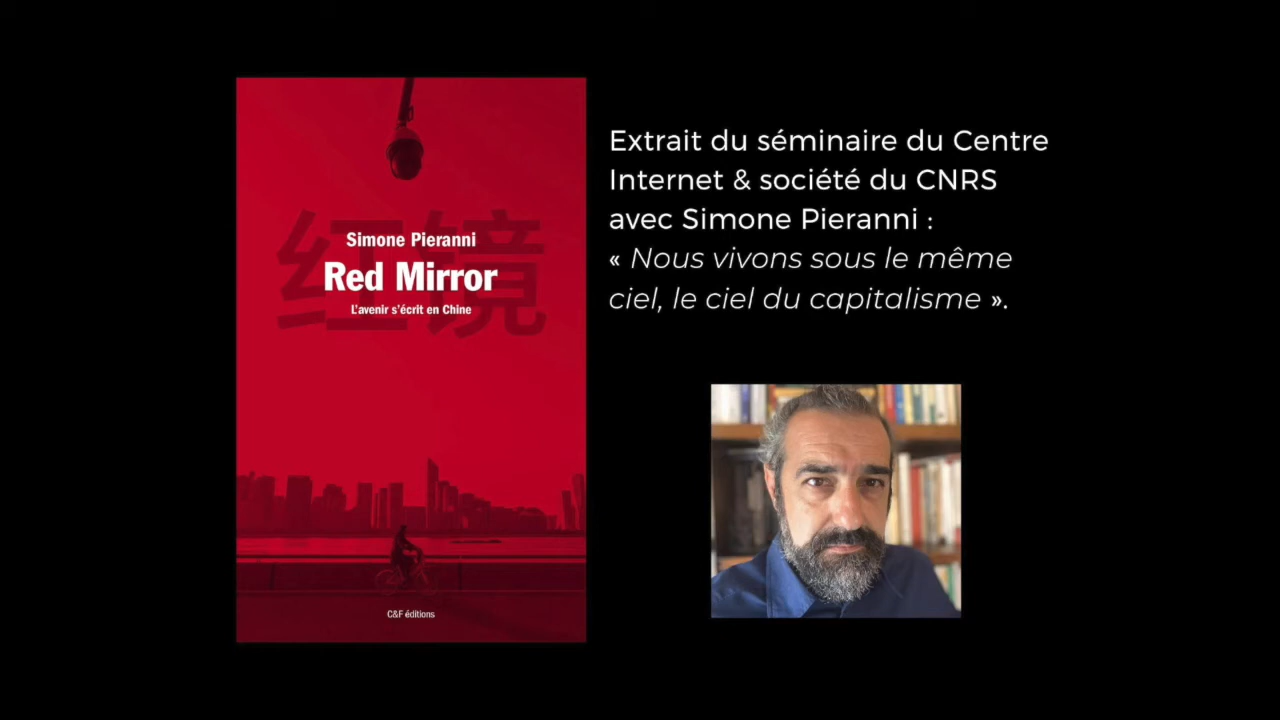 红镜
Simone Pieranni
Red Mirror
L'avenir s'écrit en Chine
C&F éditions
Extrait du séminaire du Centre
Internet & société du CNRS
avec Simone Pieranni :
« Nous vivons sous le même
ciel, le ciel du capitalisme ».